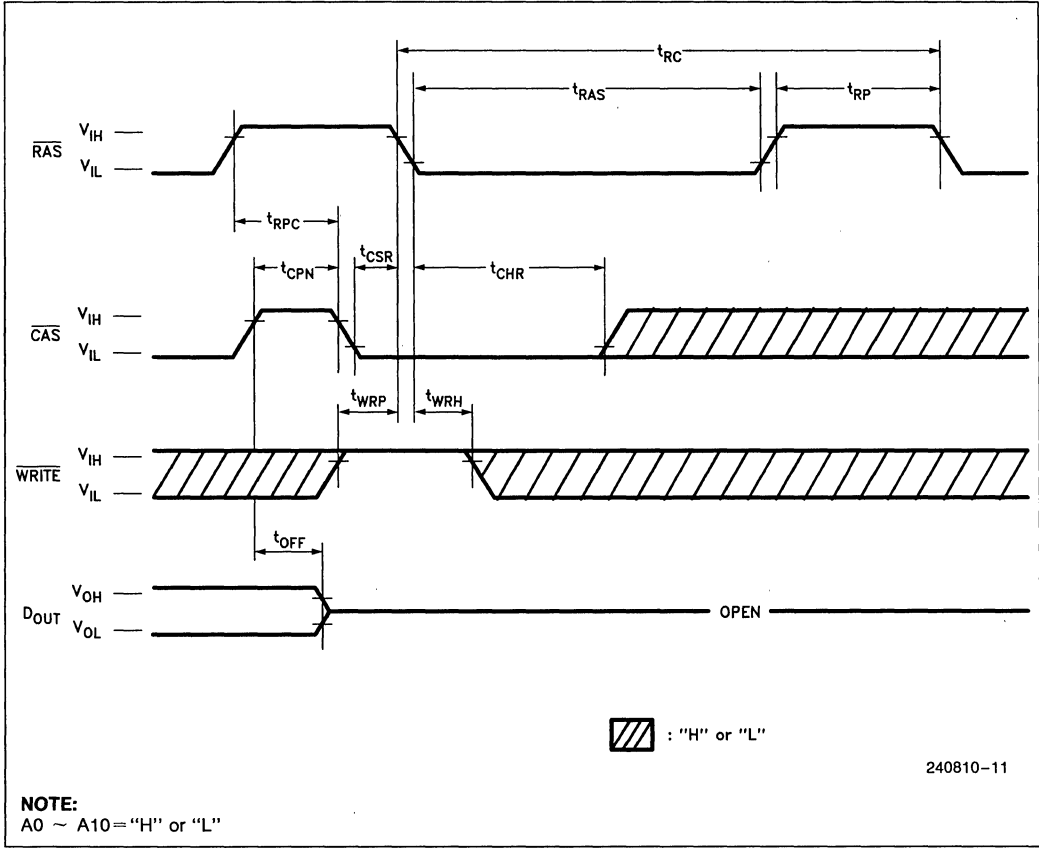 tRC
tRAS
tRP
RAS
VIH
VIL
tRPC
tCSR
tCPN
tCHR
CAS
VIH
VIL
tWRP
tWRH
WRITE
VIH
VIL
tOFF
DOUT
VOH
VOL
OPEN
: "H" or "L"
240810-11
NOTE:
A0 ~ A10="H" or "L"